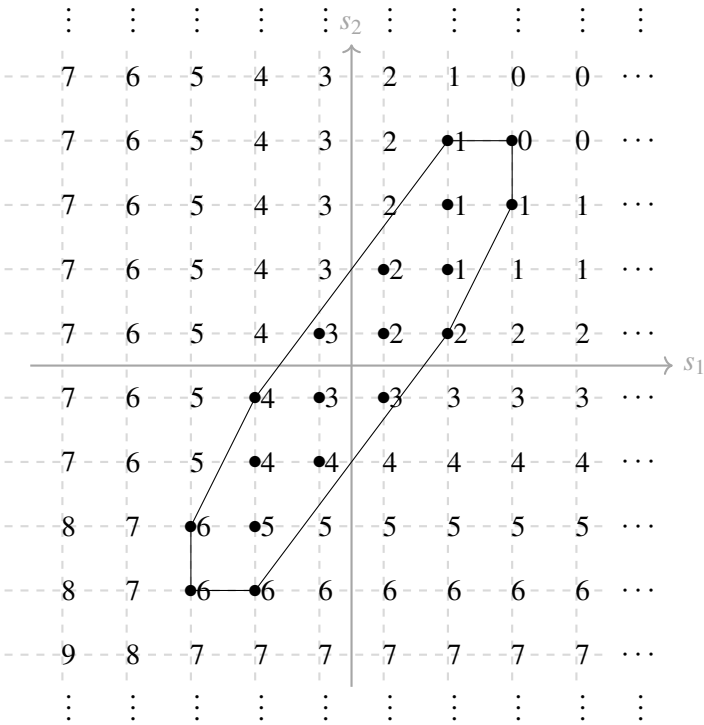 ⋮ ⋮ ⋮ ⋮ ⋮ s₂ ⋮ ⋮ ⋮ ⋮ ⋮
7 6 5 4 3 2 1 0 0 ⋯
7 6 5 4 3 2 1 0 0 ⋯
7 6 5 4 3 2 1 1 1 ⋯
7 6 5 4 3 2 1 1 1 ⋯
7 6 5 4 3 2 2 2 2 ⋯
s₁
7 6 5 4 3 3 3 3 3 ⋯
7 6 5 4 4 4 4 4 4 ⋯
8 7 6 5 5 5 5 5 5 ⋯
8 7 6 6 6 6 6 6 6 ⋯
9 8 7 7 7 7 7 7 7 ⋯
⋮ ⋮ ⋮ ⋮ ⋮ ⋮ ⋮ ⋮ ⋮ ⋮